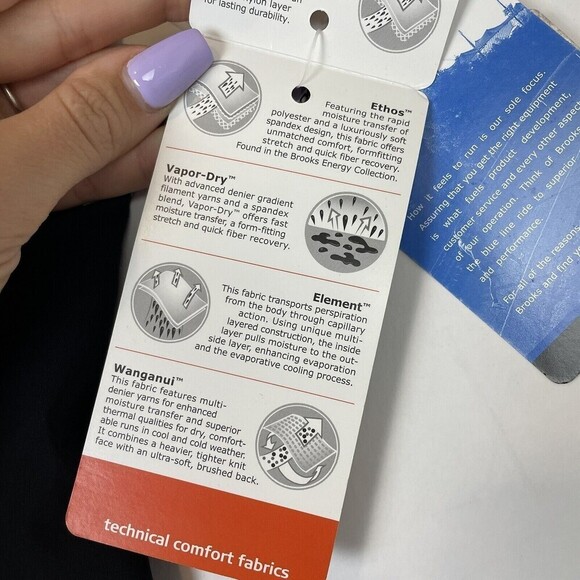 ylon layer
for lasting durability.
an
fabric
comfor
Ethos™
Featuring the rapid
moisture transfer of
polyester and a luxuriously soft
spandex design, this fabric offers
unmatched comfort, formfitting
stretch and quick fiber recovery.
Found in the Brooks Energy Collection.
Vapor-Dry™
With advanced denier gradient
filament yarns and a spandex
blend, Vapor-Dry™ offers fast
moisture transfer, a form-fitting
stretch and quick fiber recovery.
Element™
This fabric transports perspiration
from the body through capillary
action. Using unique multi-
layered construction, the inside
layer pulls moisture to the out-
side layer, enhancing evaporation
and the evaporative cooling process.
Wanganui™
This fabric features multi-
denier yarns for enhanced
moisture transfer and superior
thermal qualities for dry, comfort-
able runs in cool and cold weather.
It combines a heavier, tighter knit
face with an ultra-soft, brushed back.
technical comfort fabrics
How it feels to run is our sole focus.
Assuring that you get the right equipment
is what fuels product development,
customer service and every other aspe
of our operation. Think of Brook
the blue line ride to superior
and performance.
For all of the reasons
Brooks and find yo